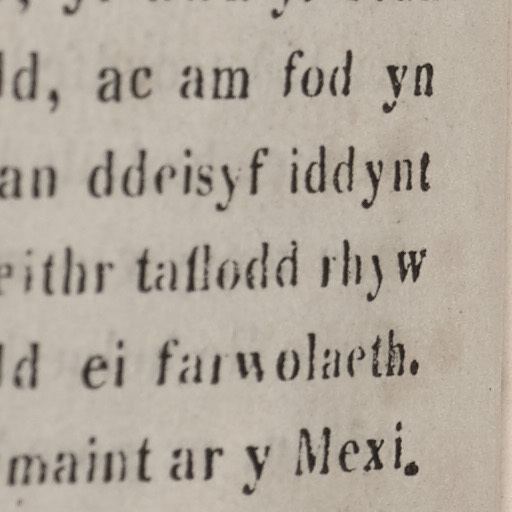 ld, ac am fod yn
an ddeisyf iddynt
eithr taflodd rhyw
ld ei farwolaeth.
maint ar y Mexi.